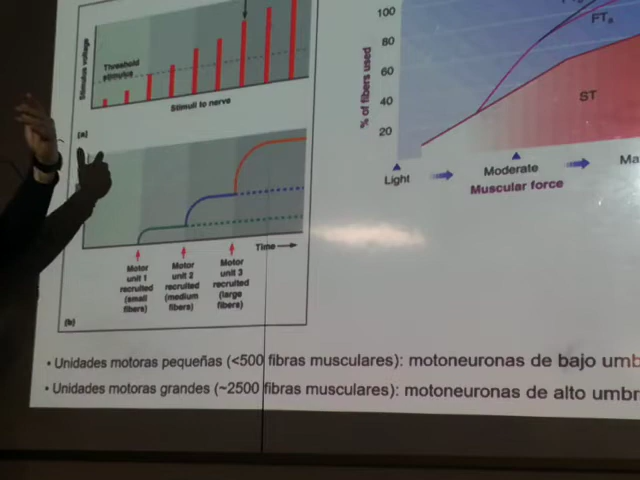 Stimulus voltage
Threshold
stimulus
Stimuli to nerve
(a)
Motor
unit 1
recruited
(small
fibers)
Motor
unit 2
recruited
(medium
fibers)
Motor
unit 3
recruited
(large
fibers)
Time
(b)
% of fibers used
100
80
60
40
20
FTa
ST
Light
Moderate
Ma
Muscular force
• Unidades motoras pequeñas (<500 fibras musculares): motoneuronas de bajo umb
• Unidades motoras grandes (~2500 fibras musculares): motoneuronas de alto umbr